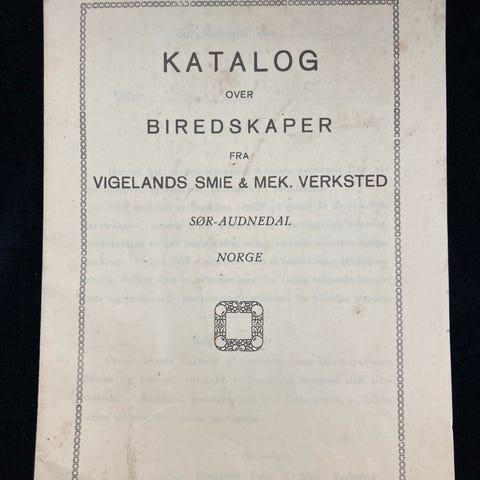 KATALOG
OVER
BIREDSKAPER
FRA
VIGELANDS SMIE & MEK. VERKSTED
SØR-AUDNEDAL
NORGE